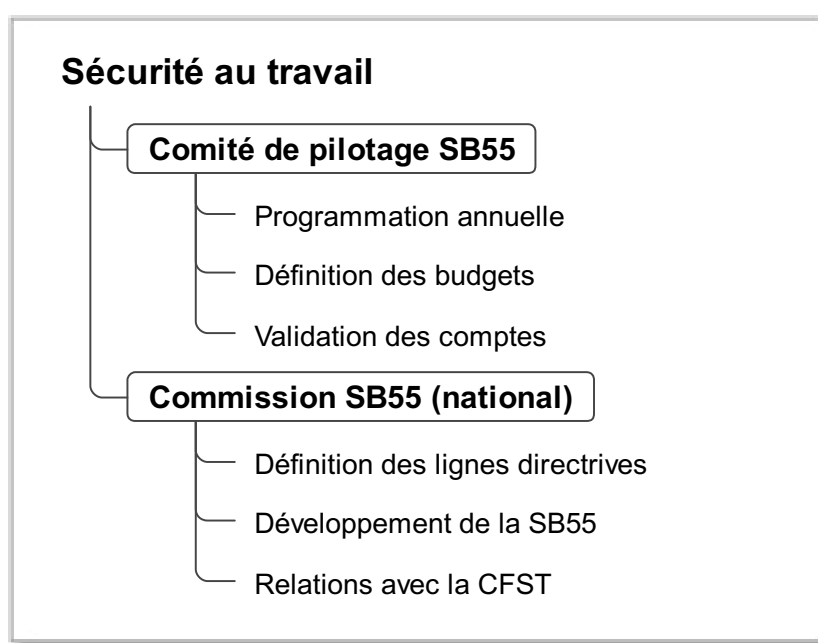 Sécurité au travail
Comité de pilotage SB55
Programmation annuelle
Définition des budgets
Validation des comptes
Commission SB55 (national)
Définition des lignes directrives
Développement de la SB55
Relations avec la CFST